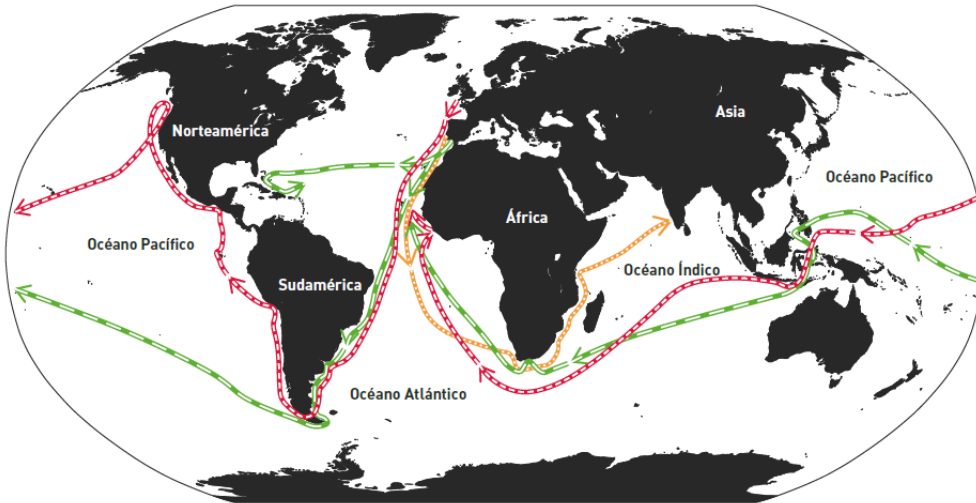 Norteamérica
Asia
Océano Pacífico
África
Océano Pacífico
Océano Índico
Sudamérica
Océano Atlántico